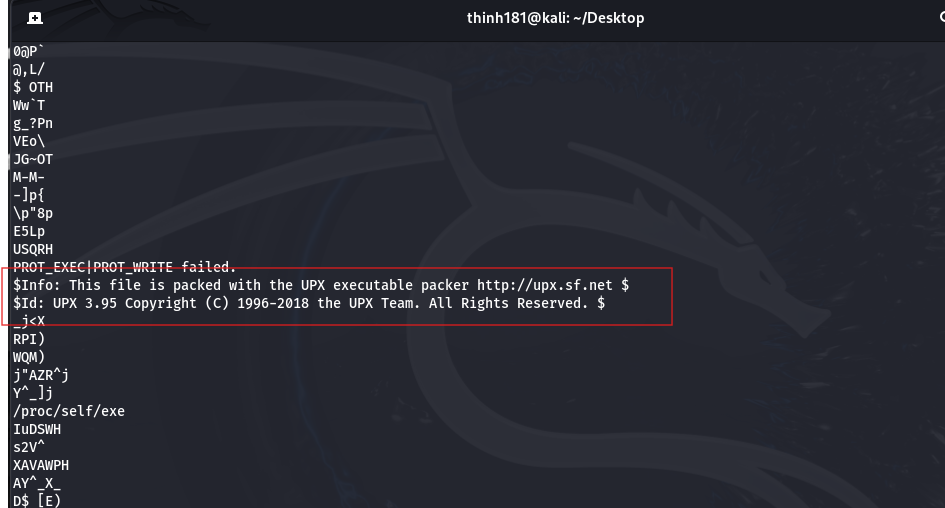 thinh181@kali: ~/Desktop
0@P`
@,L/
$ OTH
Ww`T
g_?Pn
VEo\
JG~OT
M-M-
-]p{
\p"8p
E5Lp
USQRH
PROT_EXEC|PROT_WRITE failed.
$Info: This file is packed with the UPX executable packer http://upx.sf.net $
$Id: UPX 3.95 Copyright (C) 1996-2018 the UPX Team. All Rights Reserved. $
_j<X
RPI)
WQM)
j"AZR^j
Y^_]j
/proc/self/exe
IuDSWH
s2V^
XAVAWPH
AY^_X_
D$ [E)